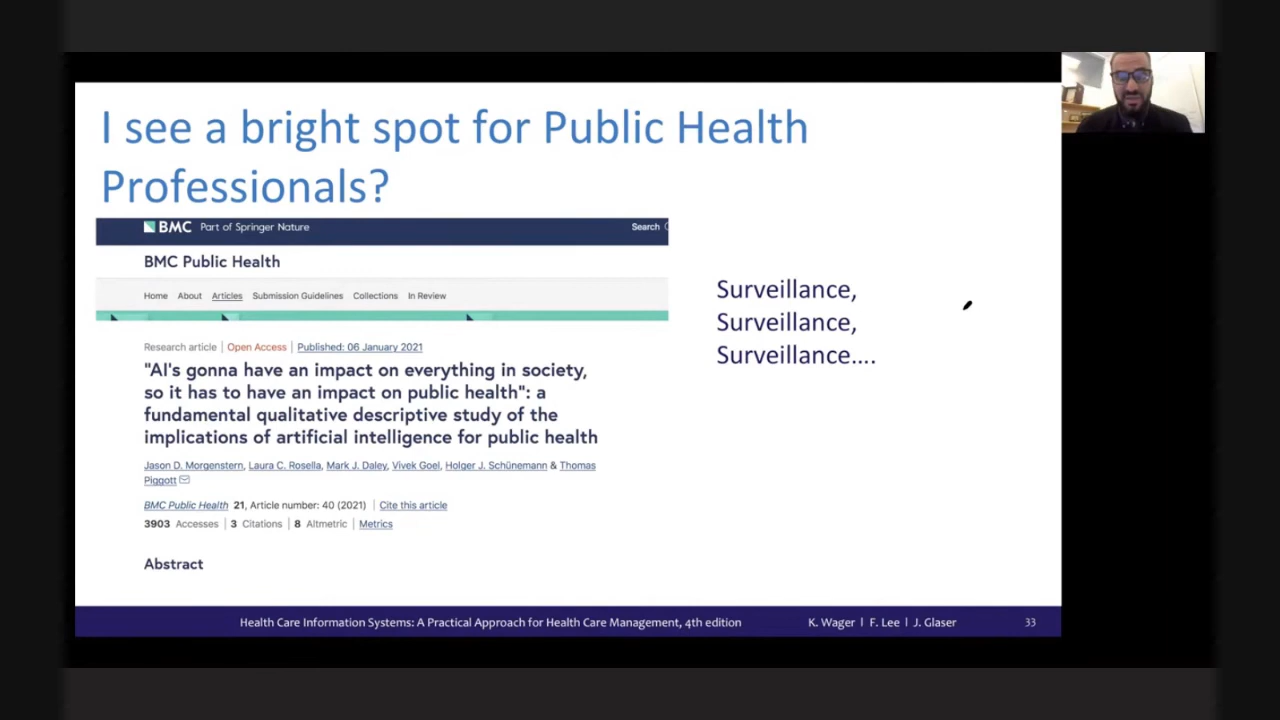 I see a bright spot for Public Health
Professionals?
BMC Part of Springer Nature
Search
BMC Public Health
Home About Articles Submission Guidelines Collections In Review
Research article | Open Access | Published: 06 January 2021
"AI's gonna have an impact on everything in society,
so it has to have an impact on public health": a
fundamental qualitative descriptive study of the
implications of artificial intelligence for public health
Jason D. Morgenstern, Laura C. Rosella, Mark J. Daley, Vivek Goel, Holger J. Schünemann & Thomas
Piggott
BMC Public Health 21, Article number: 40 (2021) | Cite this article
3903 Accesses | 3 Citations | 8 Altmetric | Metrics
Abstract
Surveillance,
Surveillance,
Surveillance....
Health Care Information Systems: A Practical Approach for Health Care Management, 4th edition K. Wager | F. Lee | J. Glaser 33